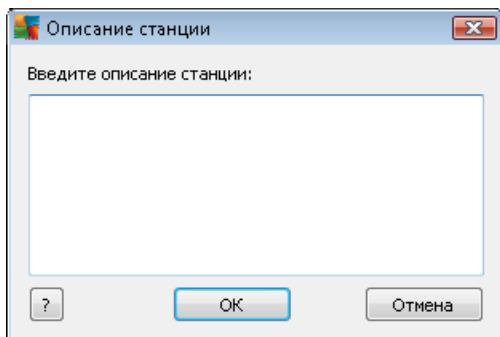 Описание станции
Введите описание станции:
?
ОК
Отмена